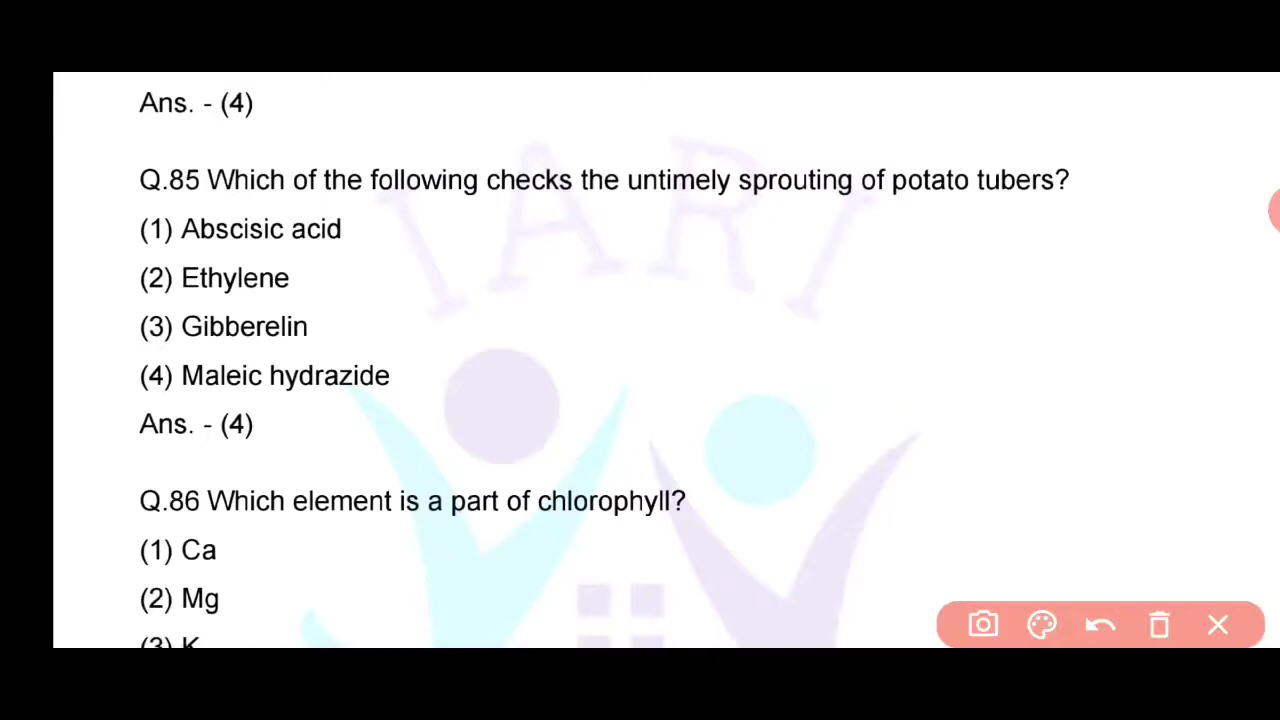 Ans. - (4)
Q.85 Which of the following checks the untimely sprouting of potato tubers?
(1) Abscisic acid
(2) Ethylene
(3) Gibberelin
(4) Maleic hydrazide
Ans. - (4)
Q.86 Which element is a part of chlorophyll?
(1) Ca
(2) Mg
(3) K
IARI